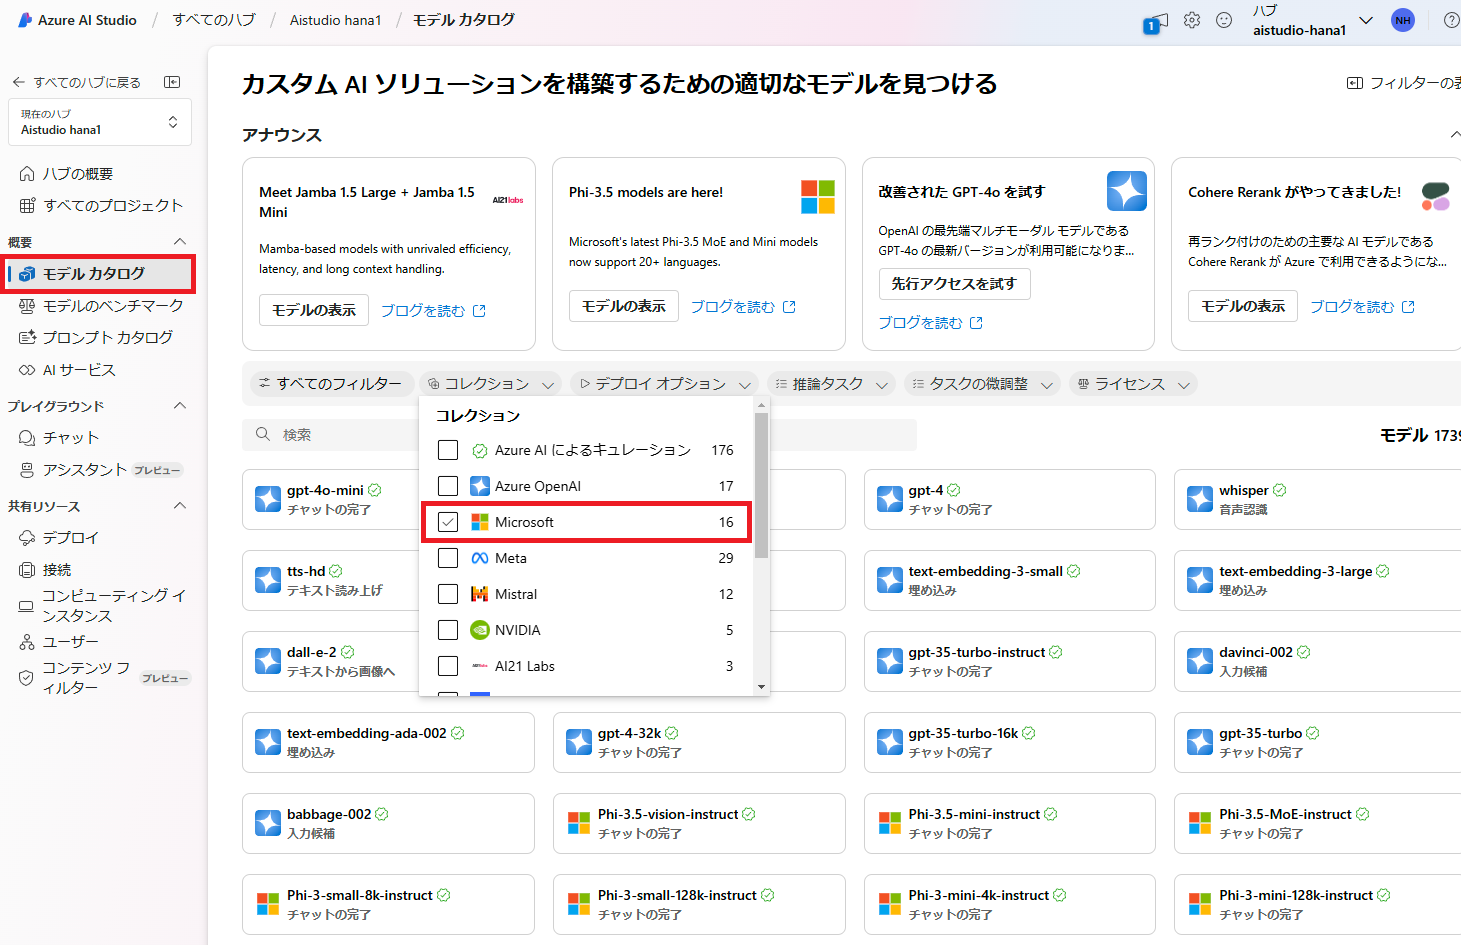 Azure AI Studio / すべてのハブ / Aistudio hana1 / モデル カタログ
1
ハブ
aistudio-hana1
NH
すべてのハブに戻る
現在のハブ
Aistudio hana1
ハブの概要
すべてのプロジェクト
概要
モデル カタログ
モデルのベンチマーク
プロンプト カタログ
AI サービス
プレイグラウンド
チャット
アシスタント プレビュー
共有リソース
デプロイ
接続
コンピューティング イ
ンスタンス
ユーザー
コンテンツ フ
ィルター プレビュー
カスタム AI ソリューションを構築するための適切なモデルを見つける
フィルターの表
アナウンス
Meet Jamba 1.5 Large + Jamba 1.5
Mini
AI21labs
Mamba-based models with unrivaled efficiency,
latency, and long context handling.
モデルの表示 ブログを読む
Phi-3.5 models are here!
Microsoft's latest Phi-3.5 MoE and Mini models
now support 20+ languages.
モデルの表示 ブログを読む
改善された GPT-4o を試す
OpenAI の最先端マルチモーダル モデルである
GPT-4o の最新バージョンが利用可能になりま...
先行アクセスを試す
ブログを読む
Cohere Rerank がやってきました!
再ランク付けのための主要な AI モデルである
Cohere Rerank が Azure で利用できるようにな...
モデルの表示 ブログを読む
すべてのフィルター コレクション デプロイ オプション 推論タスク タスクの微調整 ライセンス
検索
モデル 1739
コレクション
Azure AI によるキュレーション 176
Azure OpenAI 17
Microsoft 16
Meta 29
Mistral 12
NVIDIA 5
AI21 Labs 3
gpt-4o-mini
チャットの完了
gpt-4
チャットの完了
whisper
音声認識
tts-hd
テキスト読み上げ
text-embedding-3-small
埋め込み
text-embedding-3-large
埋め込み
dall-e-2
テキストから画像へ
gpt-35-turbo-instruct
チャットの完了
davinci-002
入力候補
text-embedding-ada-002
埋め込み
gpt-4-32k
チャットの完了
gpt-35-turbo-16k
チャットの完了
gpt-35-turbo
チャットの完了
babbage-002
入力候補
Phi-3.5-vision-instruct
チャットの完了
Phi-3.5-mini-instruct
チャットの完了
Phi-3.5-MoE-instruct
チャットの完了
Phi-3-small-8k-instruct
チャットの完了
Phi-3-small-128k-instruct
チャットの完了
Phi-3-mini-4k-instruct
チャットの完了
Phi-3-mini-128k-instruct
チャットの完了